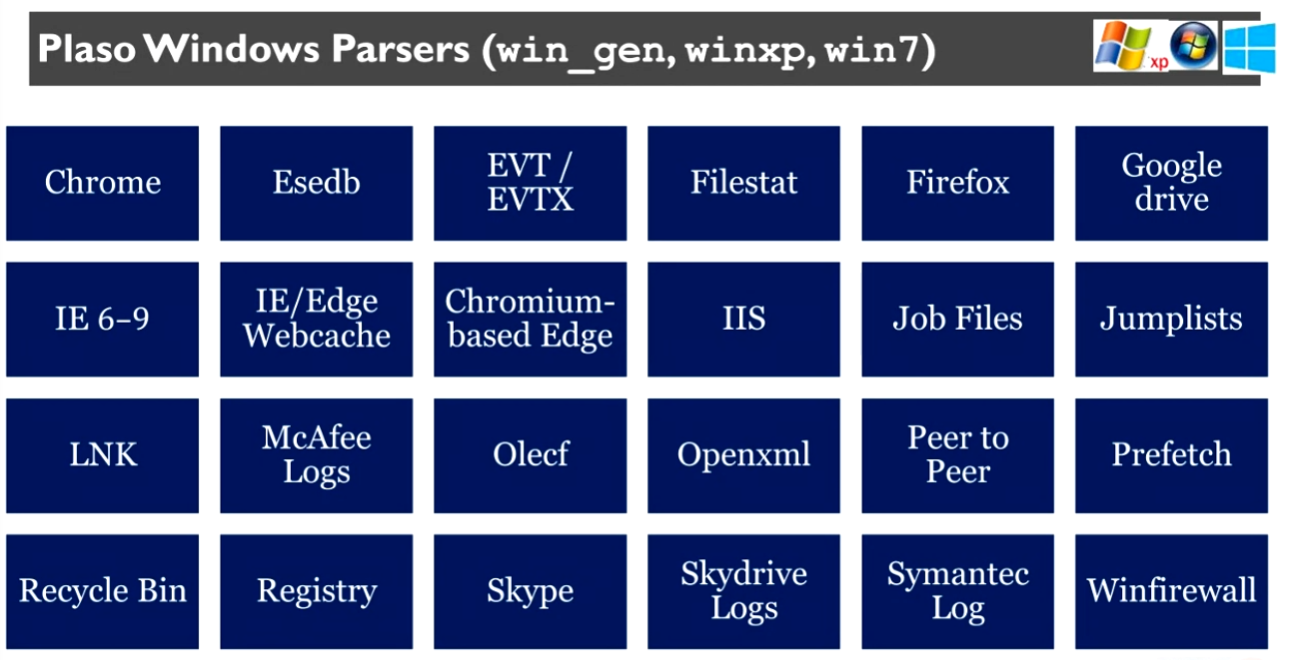 Plaso Windows Parsers (win_gen, winxp, win7)
xp
Chrome
Esedb
EVT /
EVTX
Filestat
Firefox
Google
drive
IE 6–9
IE/Edge
Webcache
Chromium-
based Edge
IIS
Job Files
Jumplists
LNK
McAfee
Logs
Olecf
Openxml
Peer to
Peer
Prefetch
Recycle Bin
Registry
Skype
Skydrive
Logs
Symantec
Log
Winfirewall